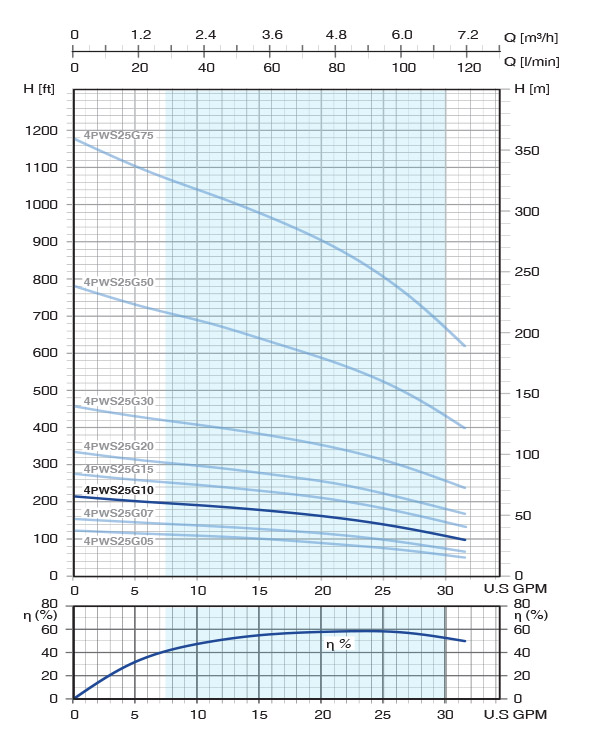 0 1.2 2.4 3.6 4.8 6.0 7.2 Q [m³/h]
0 20 40 60 80 100 120 Q [l/min]
H [ft] H [m]
1200
1100
1000
900
800
700
600
500
400
300
200
100
0
4PWS25G75
4PWS25G50
4PWS25G30
4PWS25G20
4PWS25G15
4PWS25G10
4PWS25G07
4PWS25G05
350
300
250
200
150
100
50
0
0 5 10 15 20 25 30 U.S GPM
80 80
η (%) η (%)
60 60
40 40
20 20
0 0
η %
0 5 10 15 20 25 30 U.S GPM